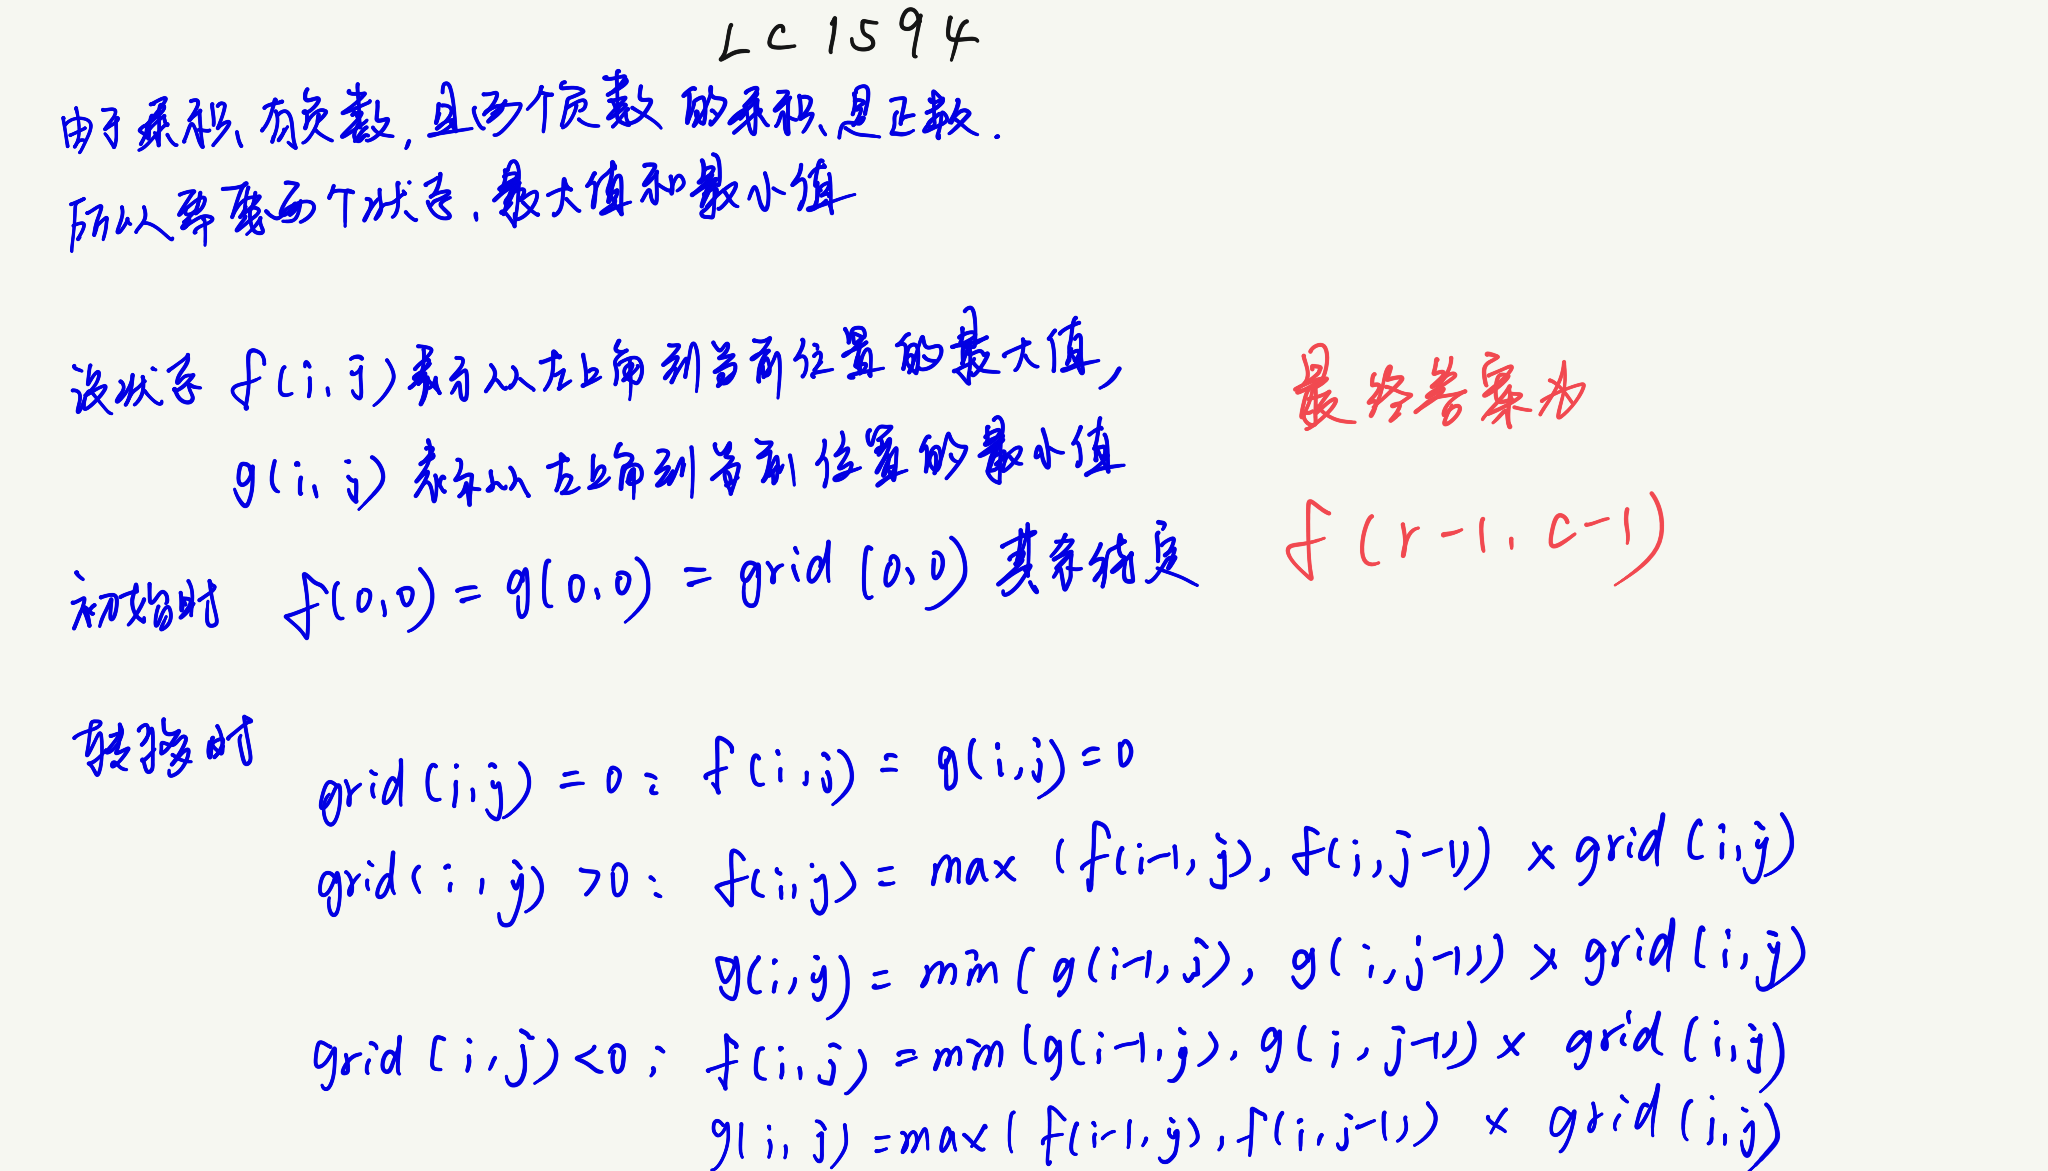 LC 1594
由于乘积有负数,且两个负数的乘积是正数.
所以需要两个状态,最大值和最小值
设状态 f(i,j)表示从左上角到当前位置的最大值,
g(i,j)表示从左上角到当前位置的最小值
初始时 f(0,0) = g(0,0) = grid(0,0) 其余待定
最终答案为
f(r-1, c-1)
转移时
grid(i,j) = 0: f(i,j) = g(i,j) = 0
grid(i,j) >0: f(i,j) = max (f(i-1,j), f(i,j-1)) × grid(i,j)
g(i,j) = min(g(i-1,j), g(i,j-1)) × grid(i,j)
grid(i,j)<0; f(i,j) = min(g(i-1,j), g(i,j-1)) × grid(i,j)
g(i,j) = max(f(i-1,j), f(i,j-1)) × grid(i,j)